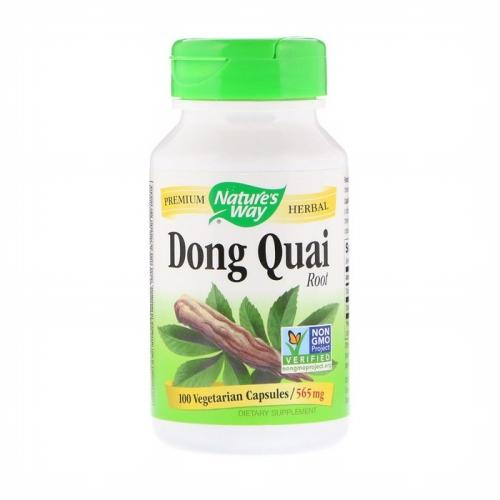 PREMIUM Nature's Way HERBAL
Dong Quai
Root
NON
GMO
Project
VERIFIED
nongmoproject.org
100 Vegetarian Capsules / 565 mg
DIETARY SUPPLEMENT